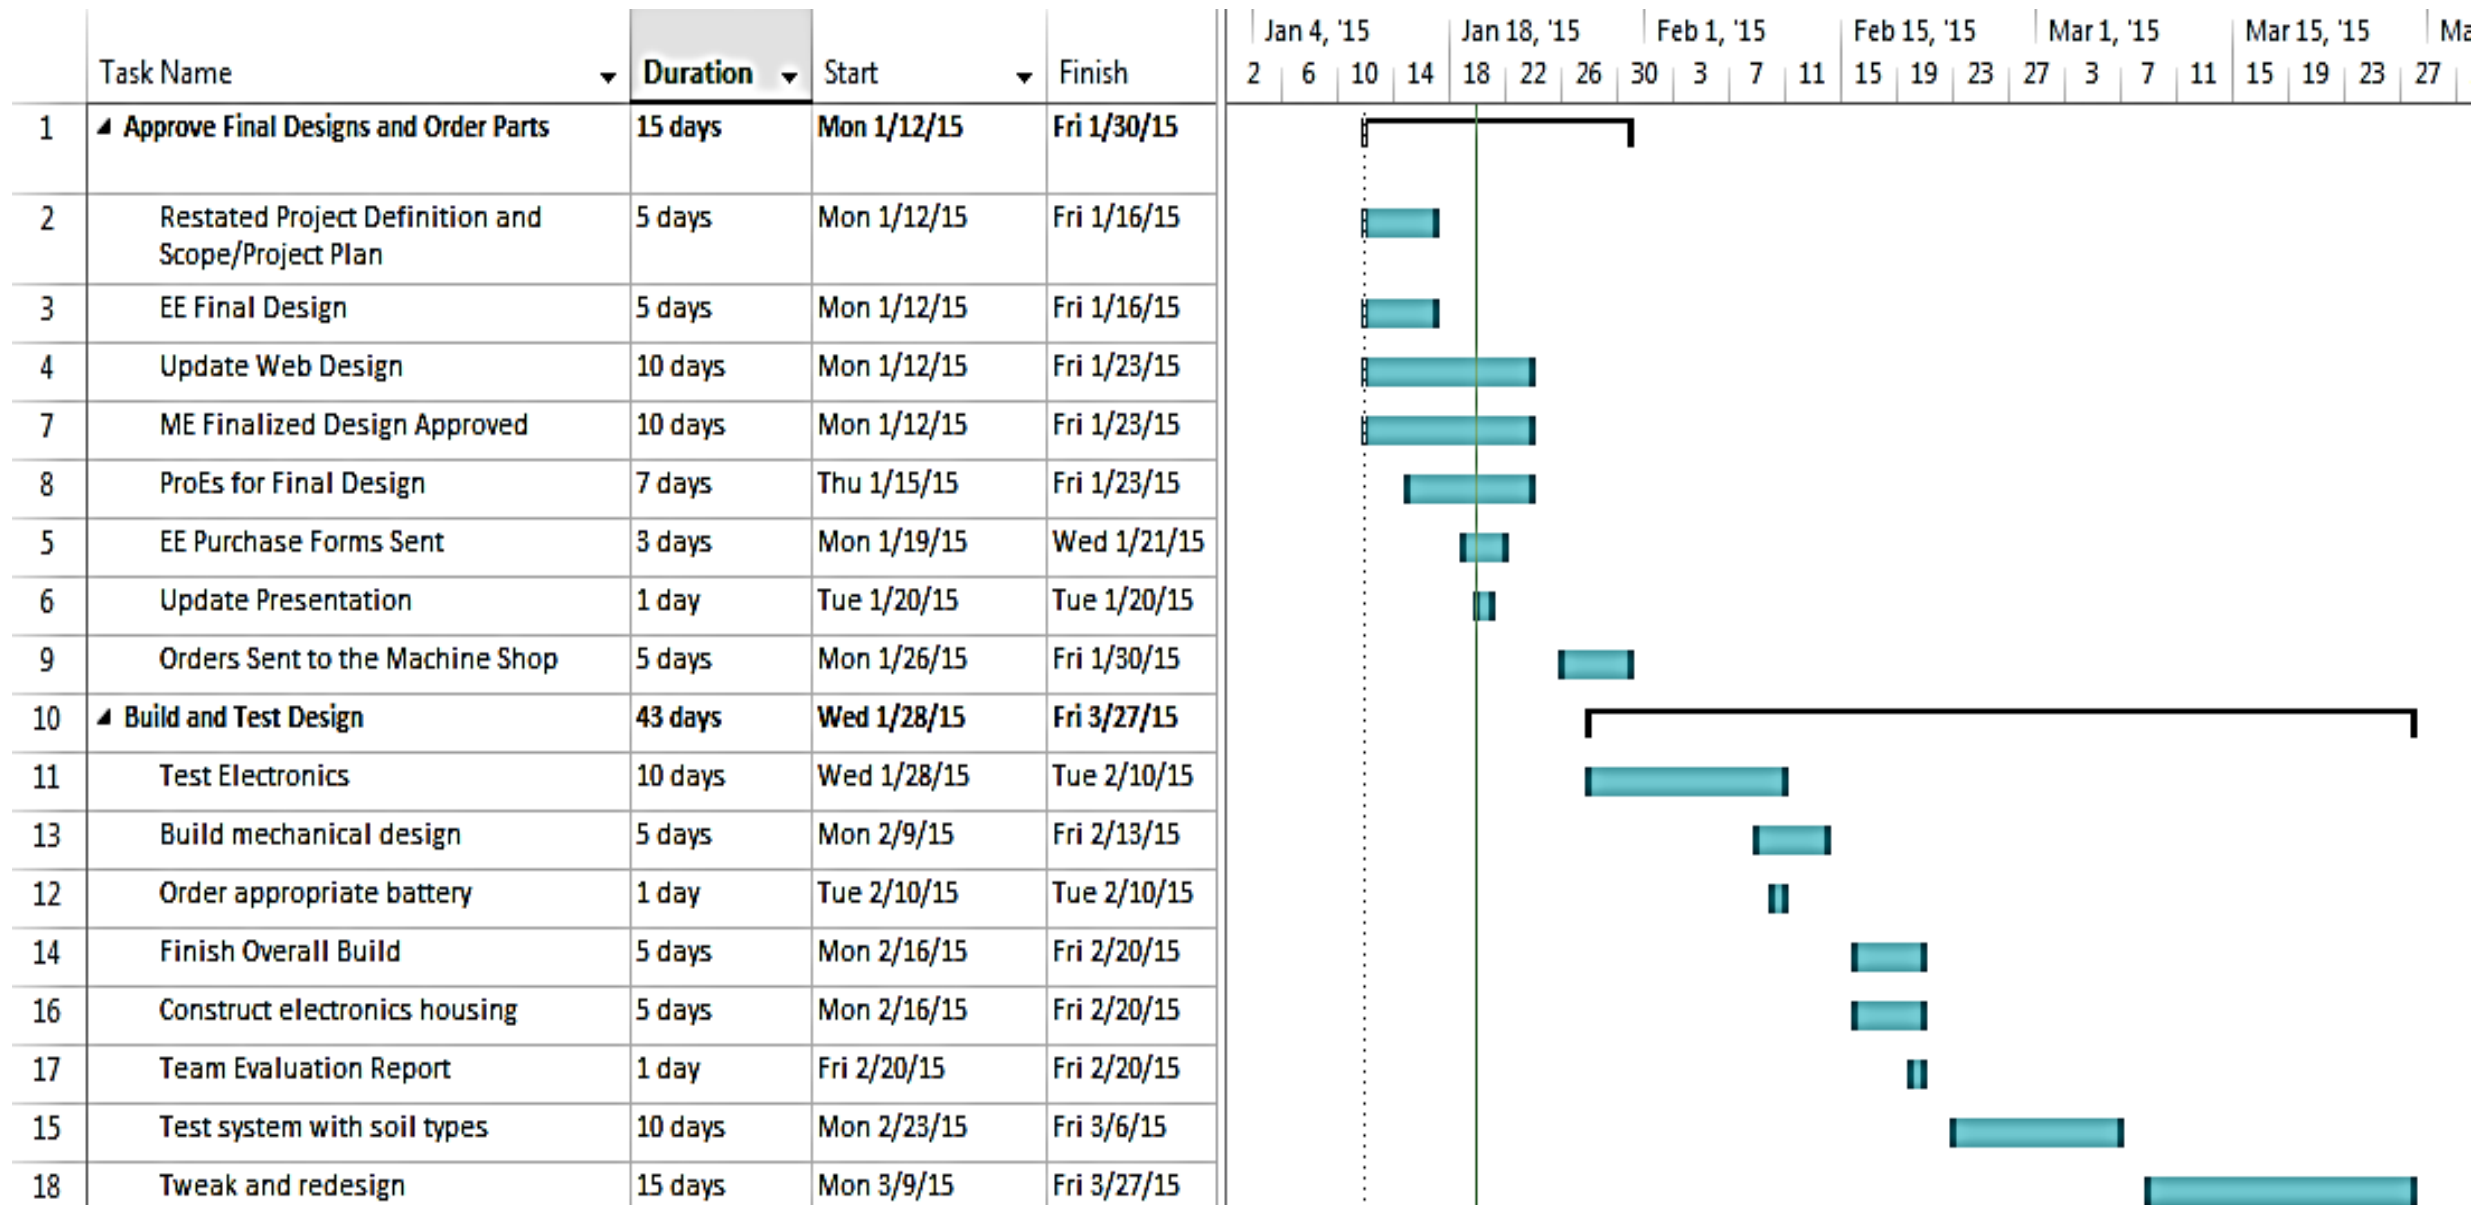 Jan 4, '15 Jan 18, '15 Feb 1, '15 Feb 15, '15 Mar 1, '15 Mar 15, '15 Ma
Task Name Duration Start Finish 2 6 10 14 18 22 26 30 3 7 11 15 19 23 27 3 7 11 15 19 23 27
1 Approve Final Designs and Order Parts 15 days Mon 1/12/15 Fri 1/30/15
2 Restated Project Definition and 5 days Mon 1/12/15 Fri 1/16/15
Scope/Project Plan
3 EE Final Design 5 days Mon 1/12/15 Fri 1/16/15
4 Update Web Design 10 days Mon 1/12/15 Fri 1/23/15
7 ME Finalized Design Approved 10 days Mon 1/12/15 Fri 1/23/15
8 ProEs for Final Design 7 days Thu 1/15/15 Fri 1/23/15
5 EE Purchase Forms Sent 3 days Mon 1/19/15 Wed 1/21/15
6 Update Presentation 1 day Tue 1/20/15 Tue 1/20/15
9 Orders Sent to the Machine Shop 5 days Mon 1/26/15 Fri 1/30/15
10 Build and Test Design 43 days Wed 1/28/15 Fri 3/27/15
11 Test Electronics 10 days Wed 1/28/15 Tue 2/10/15
13 Build mechanical design 5 days Mon 2/9/15 Fri 2/13/15
12 Order appropriate battery 1 day Tue 2/10/15 Tue 2/10/15
14 Finish Overall Build 5 days Mon 2/16/15 Fri 2/20/15
16 Construct electronics housing 5 days Mon 2/16/15 Fri 2/20/15
17 Team Evaluation Report 1 day Fri 2/20/15 Fri 2/20/15
15 Test system with soil types 10 days Mon 2/23/15 Fri 3/6/15
18 Tweak and redesign 15 days Mon 3/9/15 Fri 3/27/15